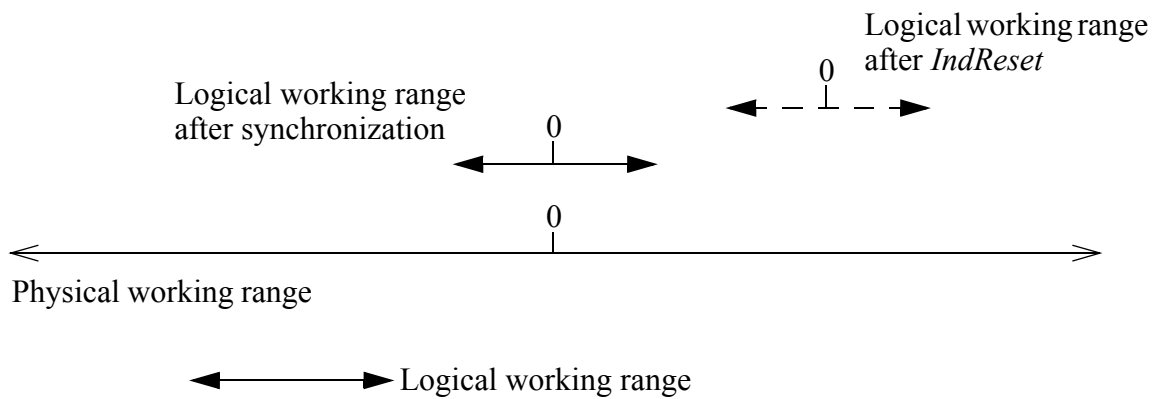 Logical working range
after IndReset
0
Logical working range
after synchronization
0
0
Physical working range
Logical working range